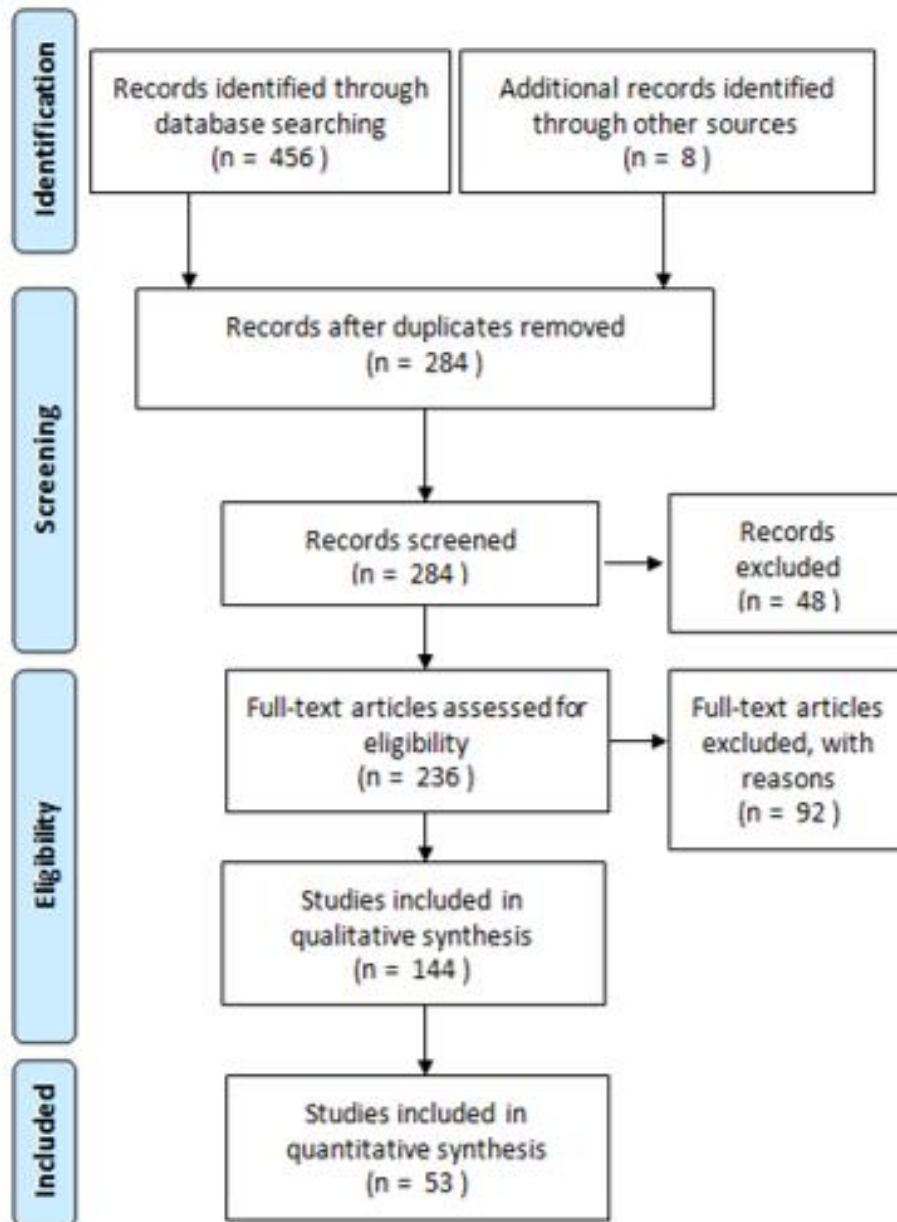 Identification
Records identified through
database searching
(n = 456 )
Additional records identified
through other sources
(n = 8 )
Screening
Records after duplicates removed
(n = 284 )
Records screened
(n = 284 )
Records
excluded
(n = 48 )
Eligibility
Full-text articles assessed for
eligibility
(n = 236 )
Full-text articles
excluded, with
reasons
(n = 92 )
Studies included in
qualitative synthesis
(n = 144 )
Included
Studies included in
quantitative synthesis
(n = 53 )